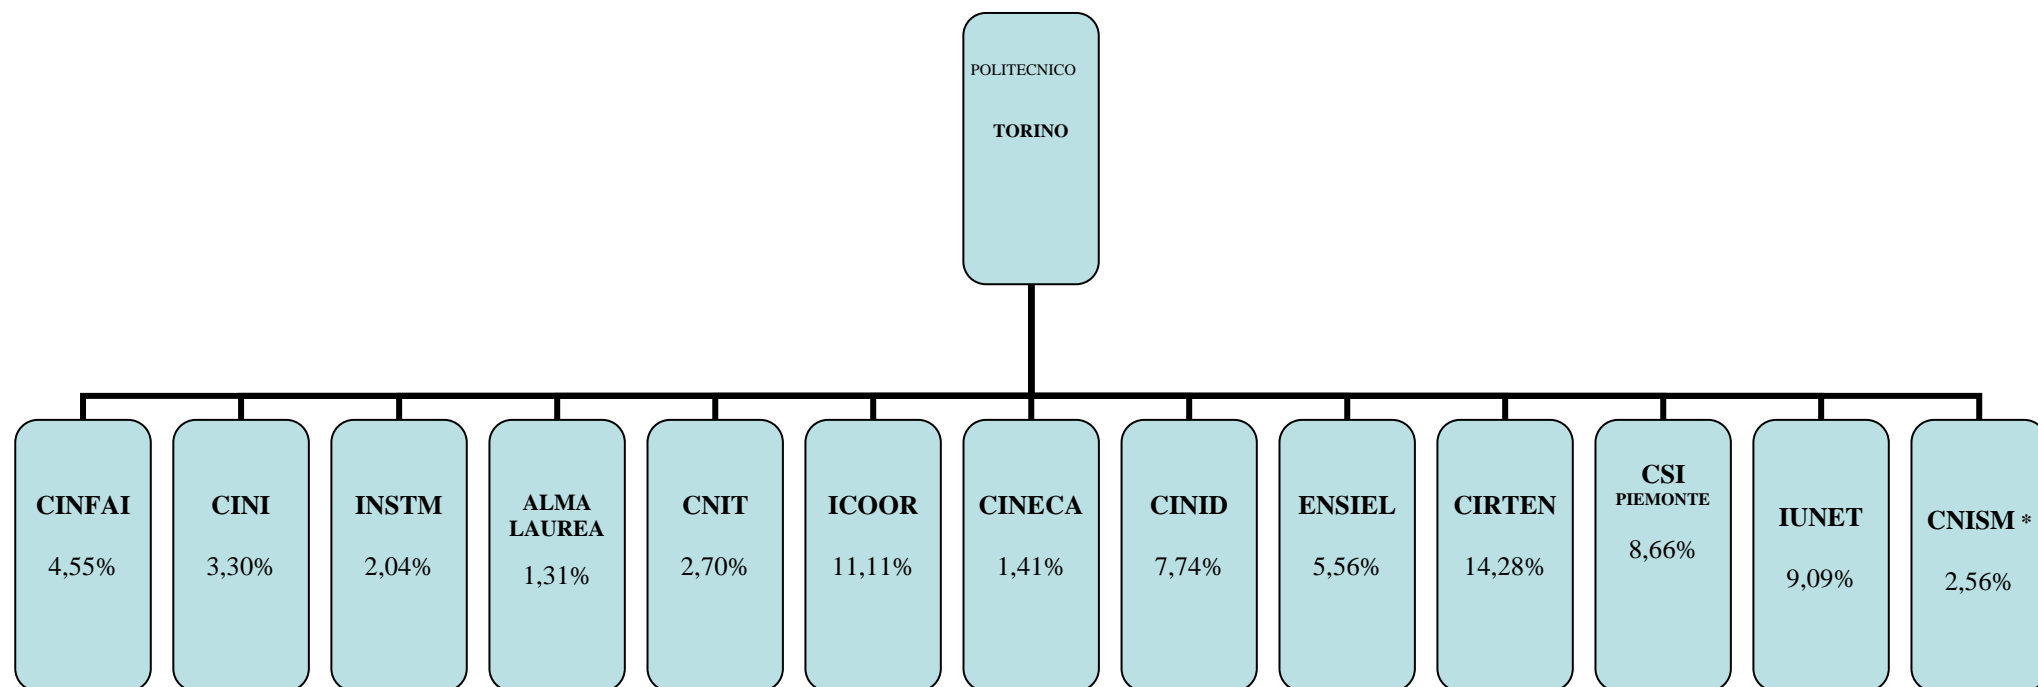 POLITECNICO
TORINO
CINFAI
4,55%
CINI
3,30%
INSTM
2,04%
ALMA
LAUREA
1,31%
CNIT
2,70%
ICOOR
11,11%
CINECA
1,41%
CINID
7,74%
ENSIEL
5,56%
CIRTEN
14,28%
CSI
PIEMONTE
8,66%
IUNET
9,09%
CNISM *
2,56%